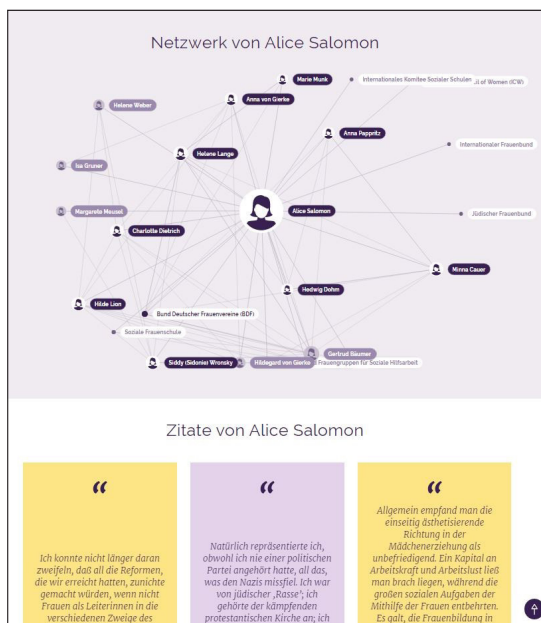 Netzwerk von Alice Salomon
Marie Munk
Internationales Komitee Sozialer Schulen
il of Women (ICW)
Helene Weber
Anna von Gierke
Anna Pappritz
Internationaler Frauenbund
Helene Lange
Isa Gruner
Margarete Meusel
Alice Salomon
Jüdischer Frauenbund
Charlotte Dietrich
Minna Cauer
Hedwig Dohm
Hilde Lion
Bund Deutscher Frauenvereine (BDF)
Soziale Frauenschule
Gertrud Bäumer
Siddy (Sidonie) Wronsky
Hildegard von Gierke
d Frauengruppen für Soziale Hilfsarbeit
Zitate von Alice Salomon
“
Ich konnte nicht länger daran
zweifeln, daß all die Reformen,
die wir erreicht hatten, zunichte
gemacht würden, wenn nicht
Frauen als Leiterinnen in die
verschiedenen Zweige des
“
Natürlich repräsentierte ich,
obwohl ich nie einer politischen
Partei angehört hatte, all das,
was den Nazis missfiel. Ich war
von jüdischer ‚Rasse‘; ich
gehörte der kämpfenden
protestantischen Kirche an; ich
“
Allgemein empfand man die
einseitig ästhetisierende
Richtung in der
Mädchenerziehung als
unbefriedigend. Ein Kapital an
Arbeitskraft und Arbeitslust ließ
man brach liegen, während die
großen sozialen Aufgaben der
Mithilfe der Frauen entbehrten.
Es galt, die Frauenbildung in